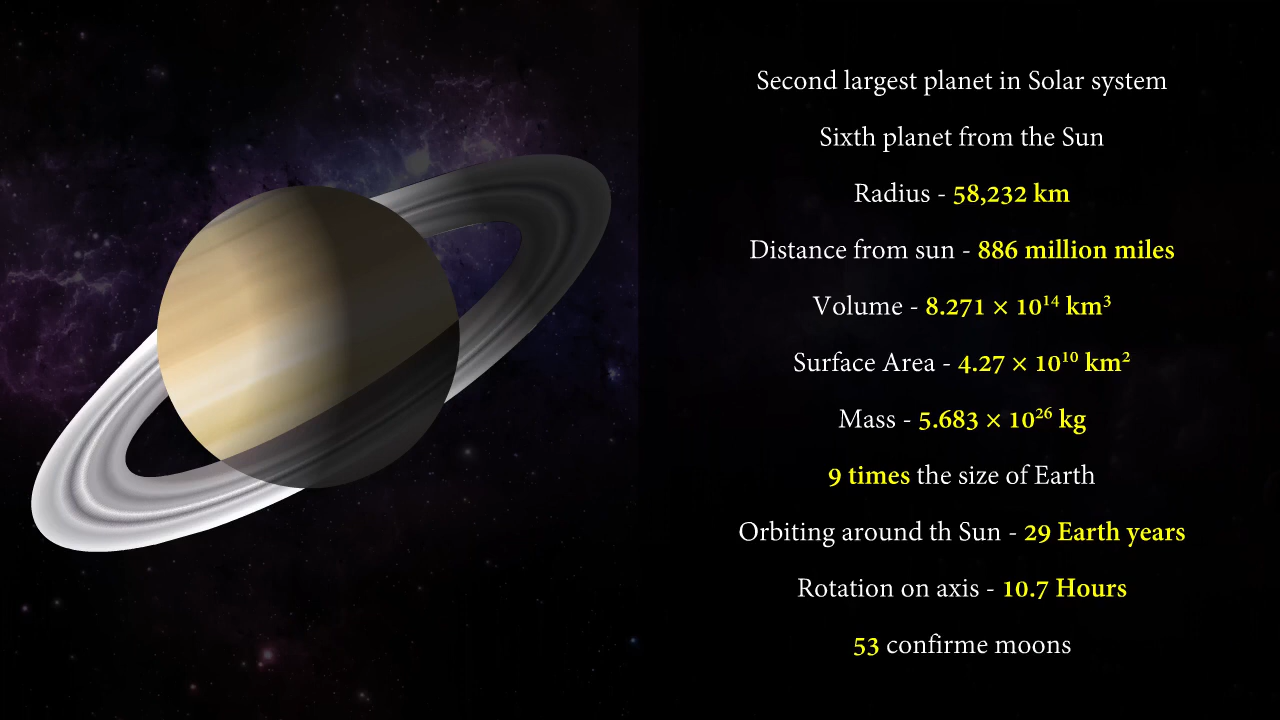 Second largest planet in Solar system
Sixth planet from the Sun
Radius - 58,232 km
Distance from sun - 886 million miles
Volume - 8.271 × 10¹⁴ km³
Surface Area - 4.27 × 10¹⁰ km²
Mass - 5.683 × 10²⁶ kg
9 times the size of Earth
Orbiting around th Sun - 29 Earth years
Rotation on axis - 10.7 Hours
53 confirme moons